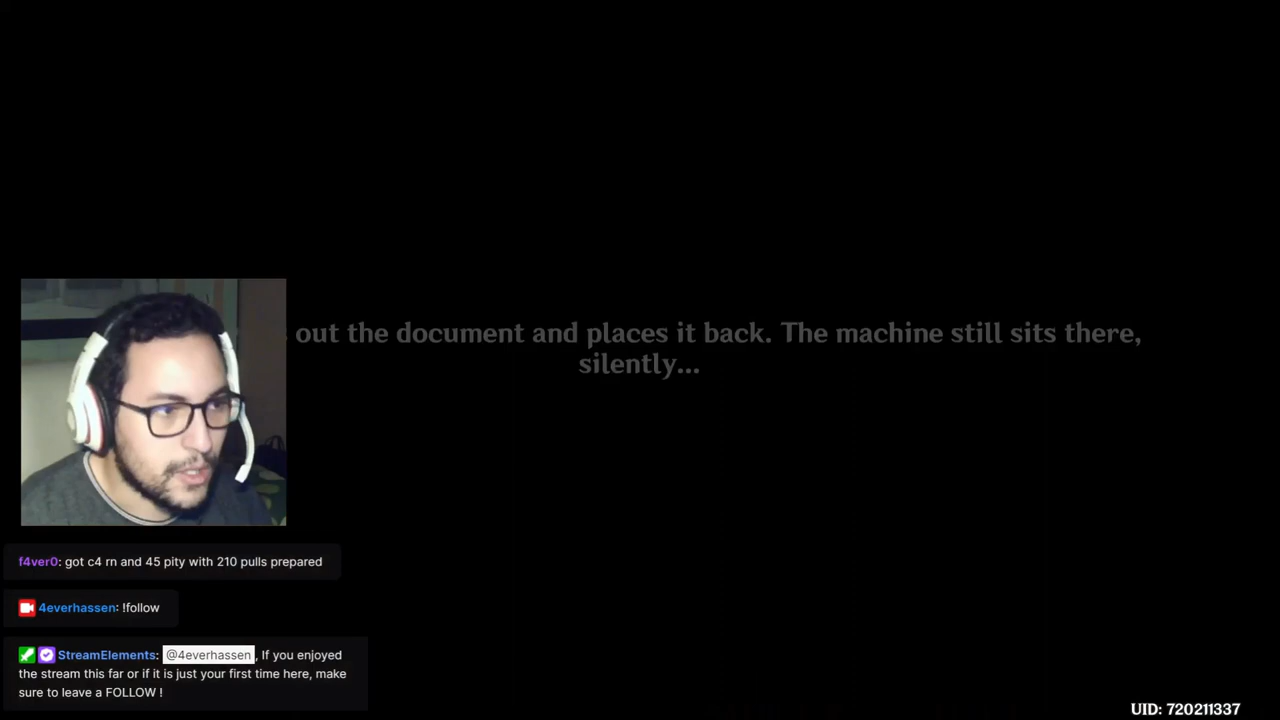 out the document and places it back. The machine still sits there,
silently...
f4ver0: got c4 rn and 45 pity with 210 pulls prepared
4everhassen: !follow
StreamElements: @4everhassen, If you enjoyed
the stream this far or if it is just your first time here, make
sure to leave a FOLLOW !
UID: 720211337